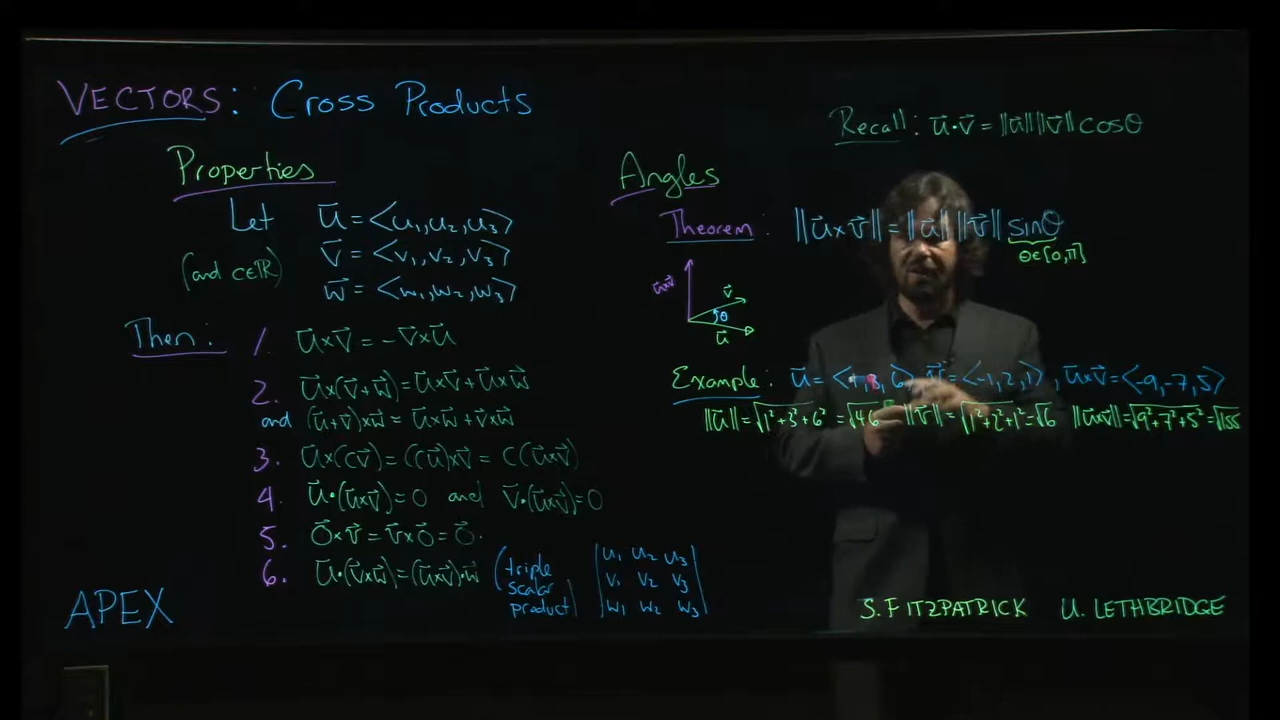 VECTORS: Cross Products
Properties
Let u⃗ = <u₁,u₂,u₃>
(and c∈ℝ) v⃗ = <v₁,v₂,v₃>
w⃗ = <w₁,w₂,w₃>
Then: 1. u⃗×v⃗ = -v⃗×u⃗
2. u⃗×(v⃗+w⃗)=u⃗×v⃗+u⃗×w⃗
and (u⃗+v⃗)×w⃗=u⃗×w⃗+v⃗×w⃗
3. u⃗×(cv⃗)=(cu⃗)×v⃗= c(u⃗×v⃗)
4. u⃗•(u⃗×v⃗)=0 and v⃗•(u⃗×v⃗)=0
5. 0⃗×v⃗=v⃗×0⃗=0⃗.
6. u⃗•(v⃗×w⃗)=(u⃗×v⃗)•w⃗
(triple
scalar
product)
|u₁ u₂ u₃|
|v₁ v₂ v₃|
|w₁ w₂ w₃|
APEX
Recall: u⃗•v⃗=||u⃗||||v⃗||cosθ
Angles
Theorem: ||u⃗×v⃗||=||u⃗|| ||v⃗|| sinθ
θ∈[0,π]
u⃗×v⃗
v⃗
θ
u⃗
Example: u⃗= <1,3,6>, v⃗=<-1,2,1>, u⃗×v⃗=<-9,-7,5>
||u⃗||=√1²+3²+6² =√46 ||v⃗||=√1²+2²+1²=√6 ||u⃗×v⃗||=√9²+7²+5²=√155
S. FITZPATRICK U. LETHBRIDGE